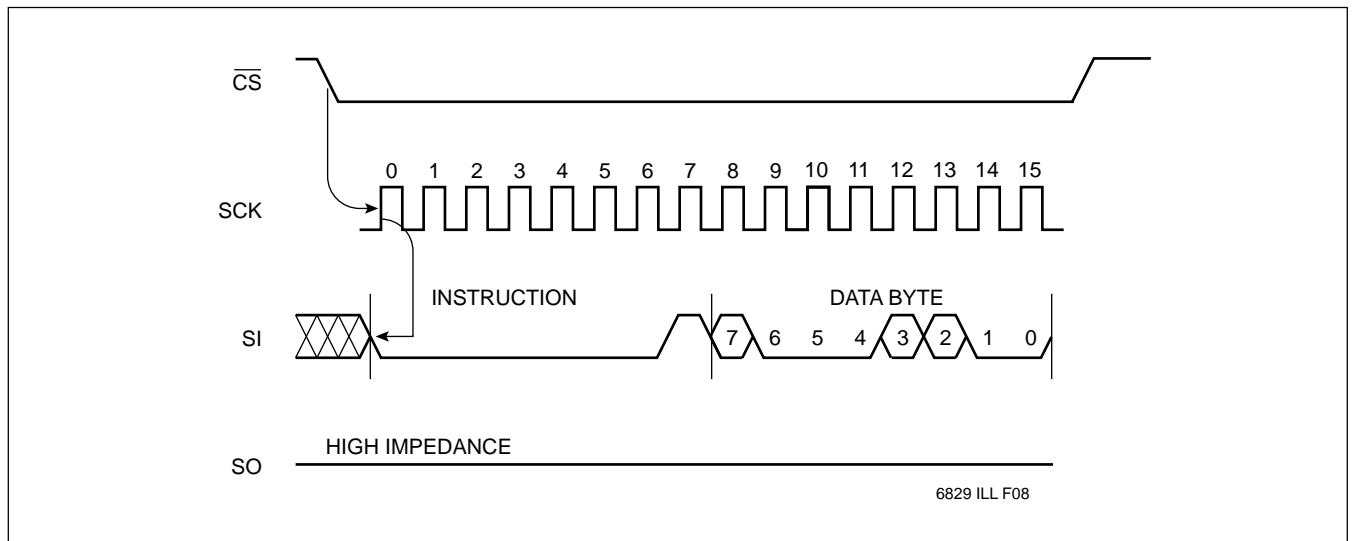 CS
0 1 2 3 4 5 6 7 8 9 10 11 12 13 14 15
SCK
INSTRUCTION DATA BYTE
SI 7 6 5 4 3 2 1 0
HIGH IMPEDANCE
SO
6829 ILL F08